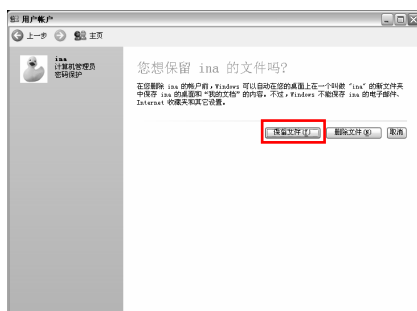 用户帐户
上一步 主页
ina
计算机管理员
密码保护
您想保留 ina 的文件吗?
在您删除 ina 的帐户前，Windows 可以自动在您的桌面上在一个叫做 "ina" 的新文件夹
中保存 ina 的桌面和“我的文档”的内容。不过，Windows 不能保存 ina 的电子邮件、
Internet 收藏夹和其它设置。
保留文件(L) 删除文件(K) 取消